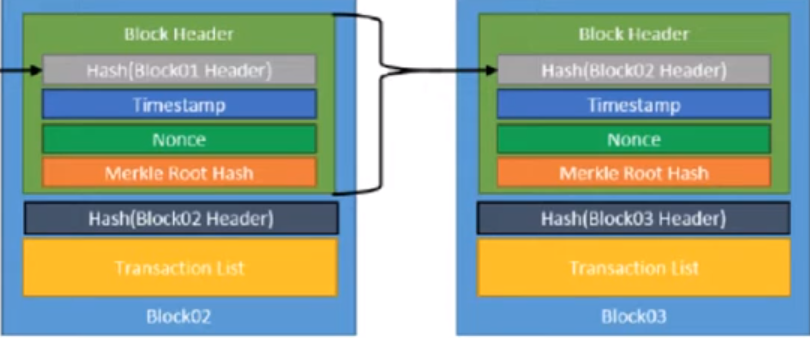 Block Header
Hash(Block01 Header)
Timestamp
Nonce
Merkle Root Hash
Hash(Block02 Header)
Transaction List
Block02
Block Header
Hash(Block02 Header)
Timestamp
Nonce
Merkle Root Hash
Hash(Block03 Header)
Transaction List
Block03